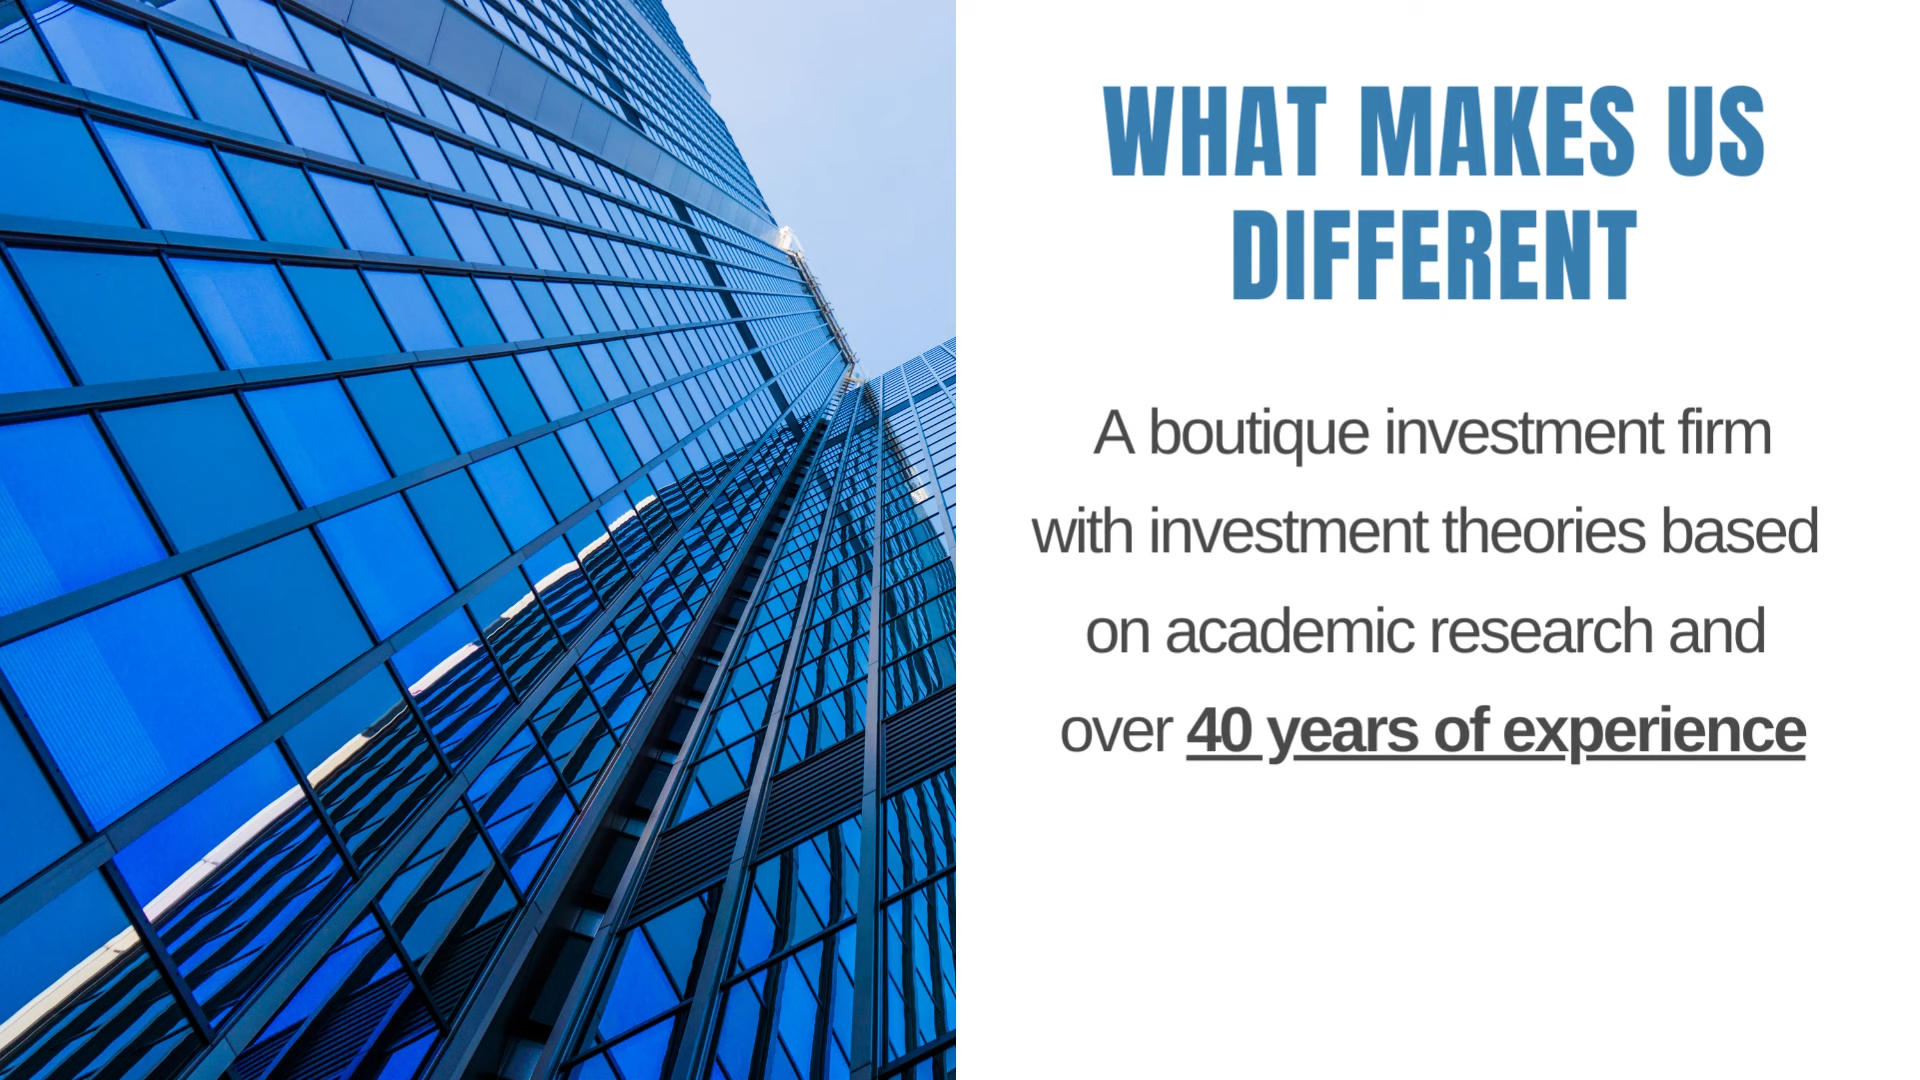 WHAT MAKES US
DIFFERENT
A boutique investment firm
with investment theories based
on academic research and
over 40 years of experience